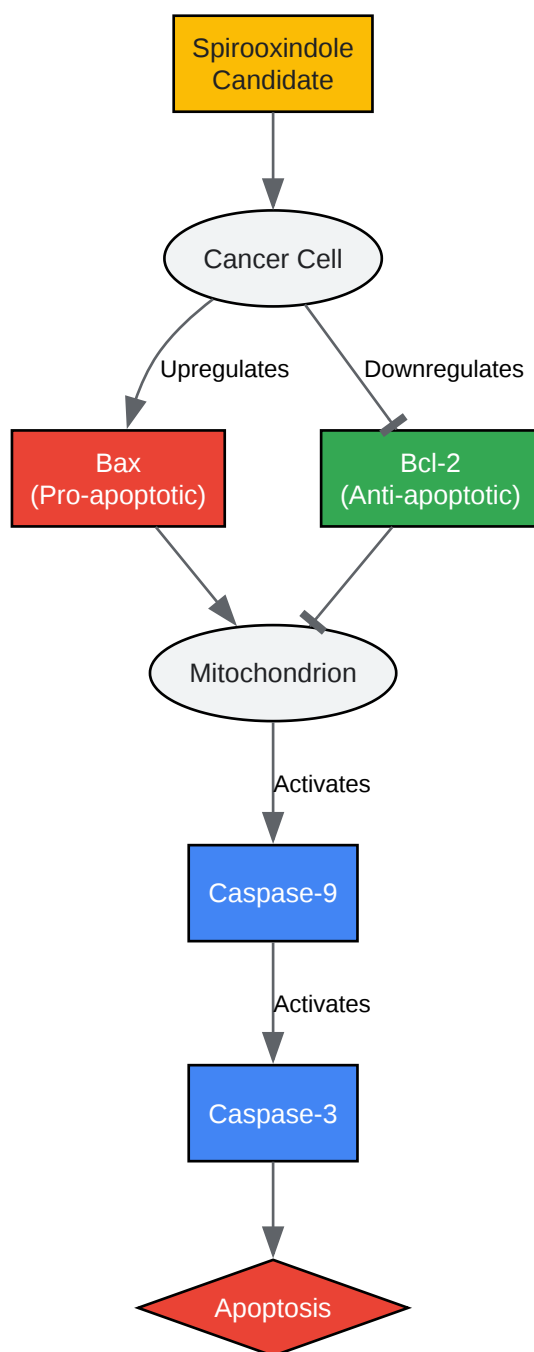 Spirooxindole
Candidate
Cancer Cell
Upregulates
Downregulates
Bax
(Pro-apoptotic)
Bcl-2
(Anti-apoptotic)
Mitochondrion
Activates
Caspase-9
Activates
Caspase-3
Apoptosis